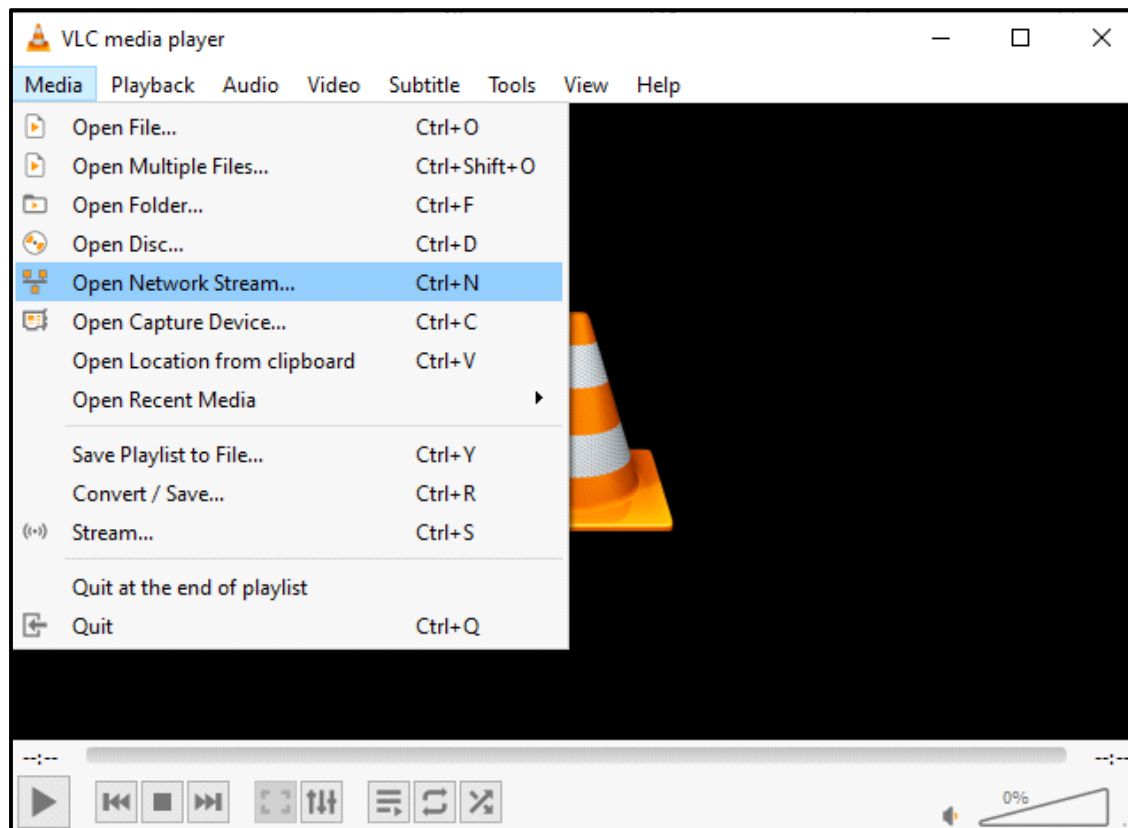 VLC media player
Media Playback Audio Video Subtitle Tools View Help
Open File... Ctrl+O
Open Multiple Files... Ctrl+Shift+O
Open Folder... Ctrl+F
Open Disc... Ctrl+D
Open Network Stream... Ctrl+N
Open Capture Device... Ctrl+C
Open Location from clipboard Ctrl+V
Open Recent Media
Save Playlist to File... Ctrl+Y
Convert / Save... Ctrl+R
Stream... Ctrl+S
Quit at the end of playlist
Quit Ctrl+Q
--:-- --:--
0%